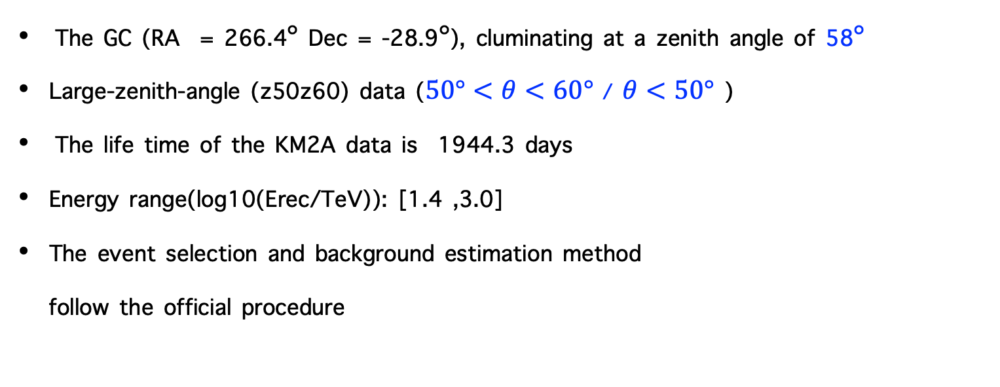 • The GC (RA = 266.4° Dec = -28.9°), cluminating at a zenith angle of 58°
• Large-zenith-angle (z50z60) data (50° < θ < 60° / θ < 50° )
• The life time of the KM2A data is 1944.3 days
• Energy range(log10(Erec/TeV)): [1.4 ,3.0]
• The event selection and background estimation method
follow the official procedure